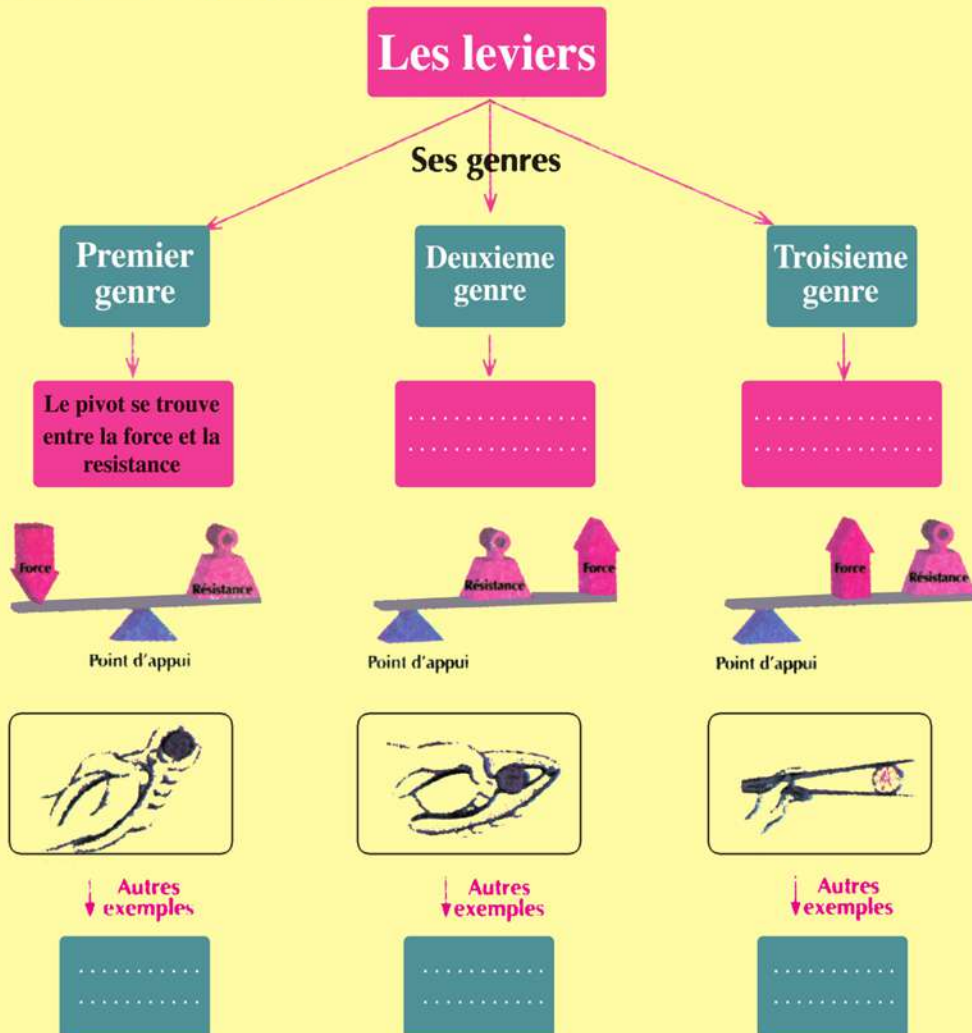 Les leviers
Ses genres
Premier
genre
Deuxieme
genre
Troisieme
genre
Le pivot se trouve
entre la force et la
resistance
. . . . . . . . . . . . . . . .
. . . . . . . . . . . . . . . .
. . . . . . . . . . . . . . . .
. . . . . . . . . . . . . . . .
Force
Résistance
Point d'appui
Résistance
Force
Point d'appui
Force
Résistance
Point d'appui
Autres
exemples
Autres
exemples
Autres
exemples
. . . . . . . . . . .
. . . . . . . . . . .
. . . . . . . . . . .
. . . . . . . . . . .
. . . . . . . . . . .
. . . . . . . . . . .